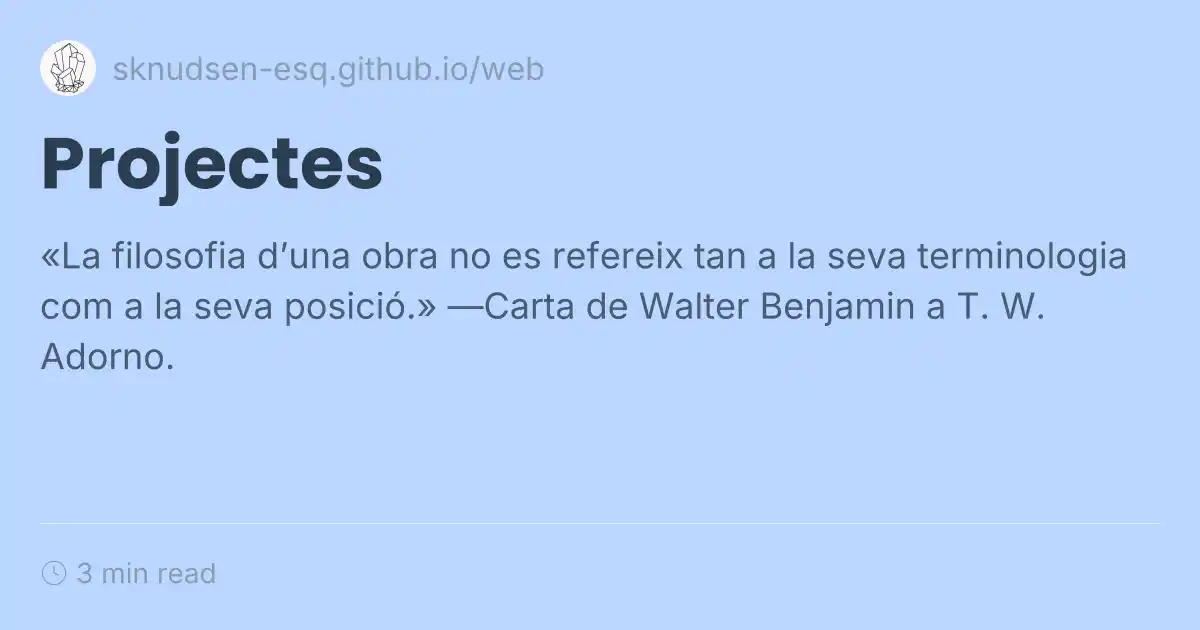 sknudsen-esq.github.io/web
Projectes
«La filosofia d’una obra no es refereix tan a la seva terminologia
com a la seva posició.» —Carta de Walter Benjamin a T. W.
Adorno.
3 min read